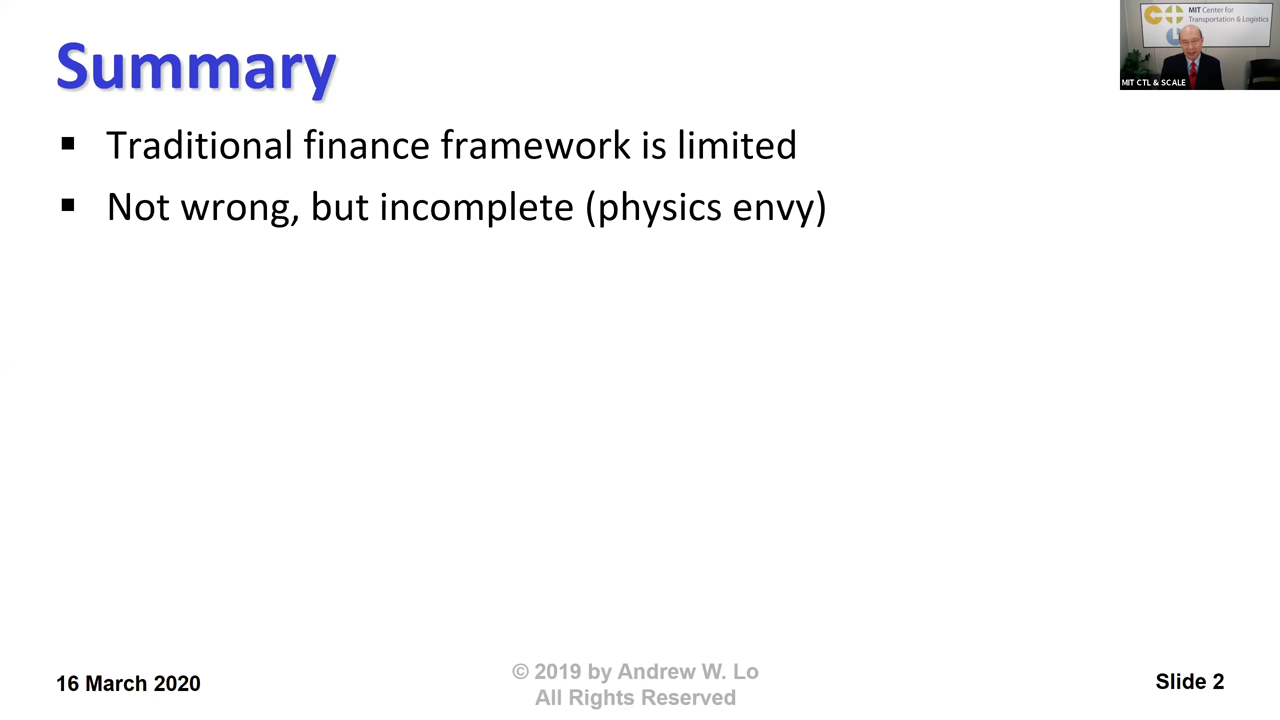 Summary
MIT Center for
Transportation & Logistics
MIT CTL & SCALE
▪ Traditional finance framework is limited
▪ Not wrong, but incomplete (physics envy)
16 March 2020
© 2019 by Andrew W. Lo
All Rights Reserved
Slide 2